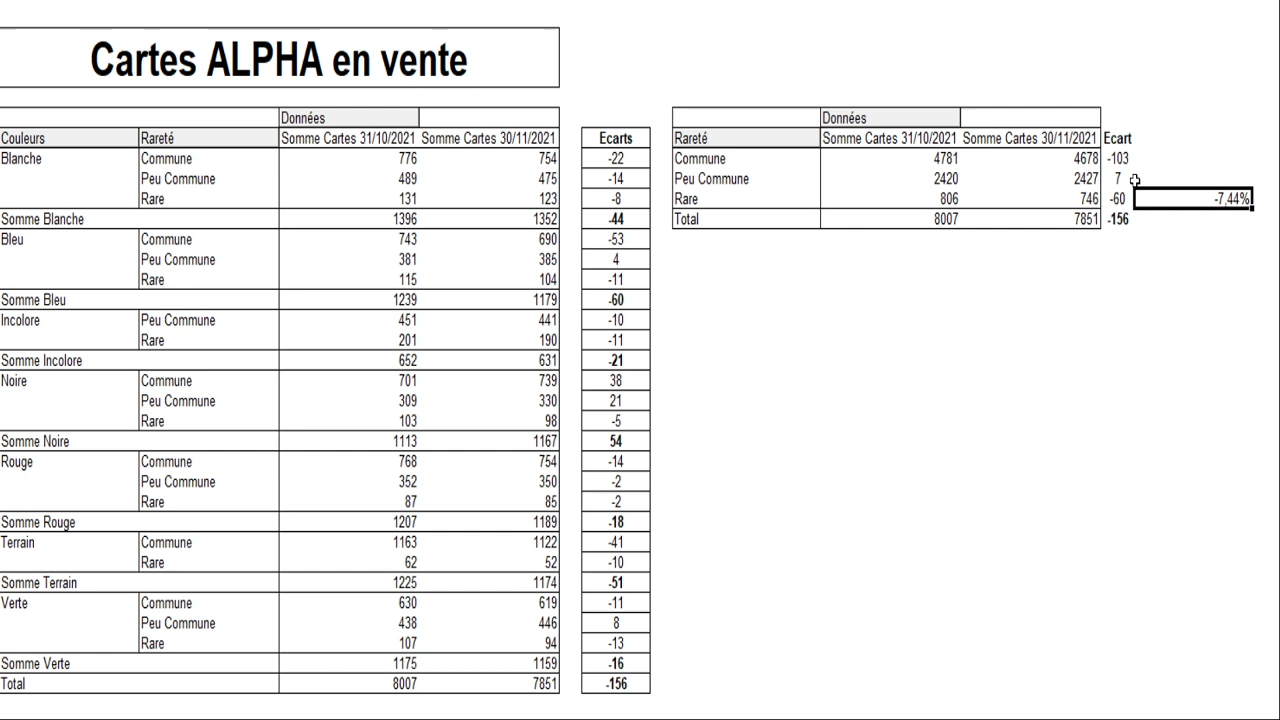 Cartes ALPHA en vente
Données
Couleurs Rareté Somme Cartes 31/10/2021 Somme Cartes 30/11/2021 Ecarts
Blanche Commune 776 754 -22
Peu Commune 489 475 -14
Rare 131 123 -8
Somme Blanche 1396 1352 -44
Bleu Commune 743 690 -53
Peu Commune 381 385 4
Rare 115 104 -11
Somme Bleu 1239 1179 -60
Incolore Peu Commune 451 441 -10
Rare 201 190 -11
Somme Incolore 652 631 -21
Noire Commune 701 739 38
Peu Commune 309 330 21
Rare 103 98 -5
Somme Noire 1113 1167 54
Rouge Commune 768 754 -14
Peu Commune 352 350 -2
Rare 87 85 -2
Somme Rouge 1207 1189 -18
Terrain Commune 1163 1122 -41
Rare 62 52 -10
Somme Terrain 1225 1174 -51
Verte Commune 630 619 -11
Peu Commune 438 446 8
Rare 107 94 -13
Somme Verte 1175 1159 -16
Total 8007 7851 -156
Données
Rareté Somme Cartes 31/10/2021 Somme Cartes 30/11/2021 Ecart
Commune 4781 4678 -103
Peu Commune 2420 2427 7
Rare 806 746 -60 -7,44%
Total 8007 7851 -156